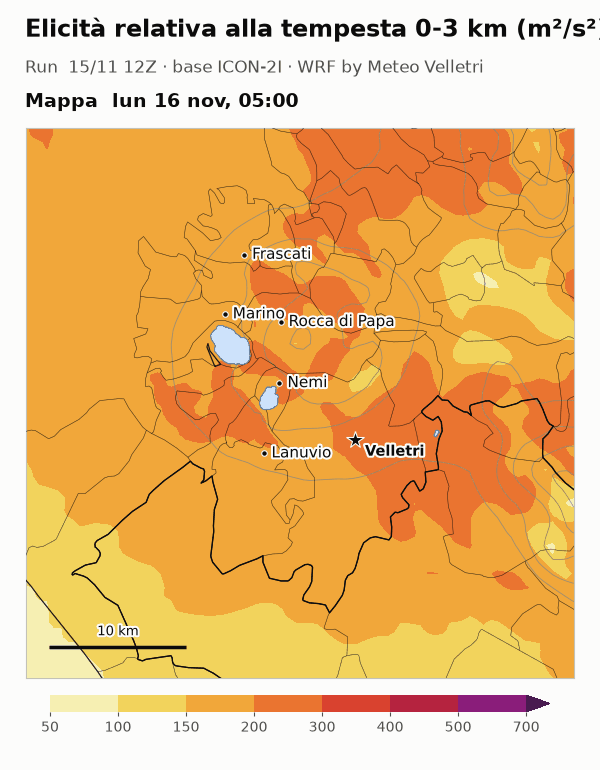 Elicità relativa alla tempesta 0-3 km (m²/s²)
Run 15/11 12Z · base ICON-2I · WRF by Meteo Velletri
Mappa lun 16 nov, 05:00
Frascati
Marino
Rocca di Papa
Nemi
Velletri
Lanuvio
10 km
50 100 150 200 300 400 500 700